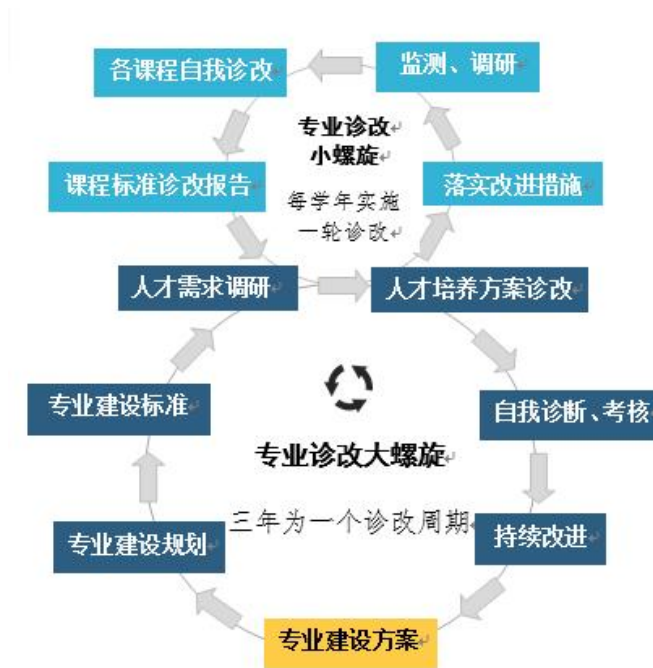 各课程自我诊改
监测、调研
专业诊改
小螺旋
课程标准诊改报告
落实改进措施
每学年实施
一轮诊改
人才需求调研
人才培养方案诊改
专业建设标准
自我诊断、考核
专业诊改大螺旋
三年为一个诊改周期
专业建设规划
持续改进
专业建设方案